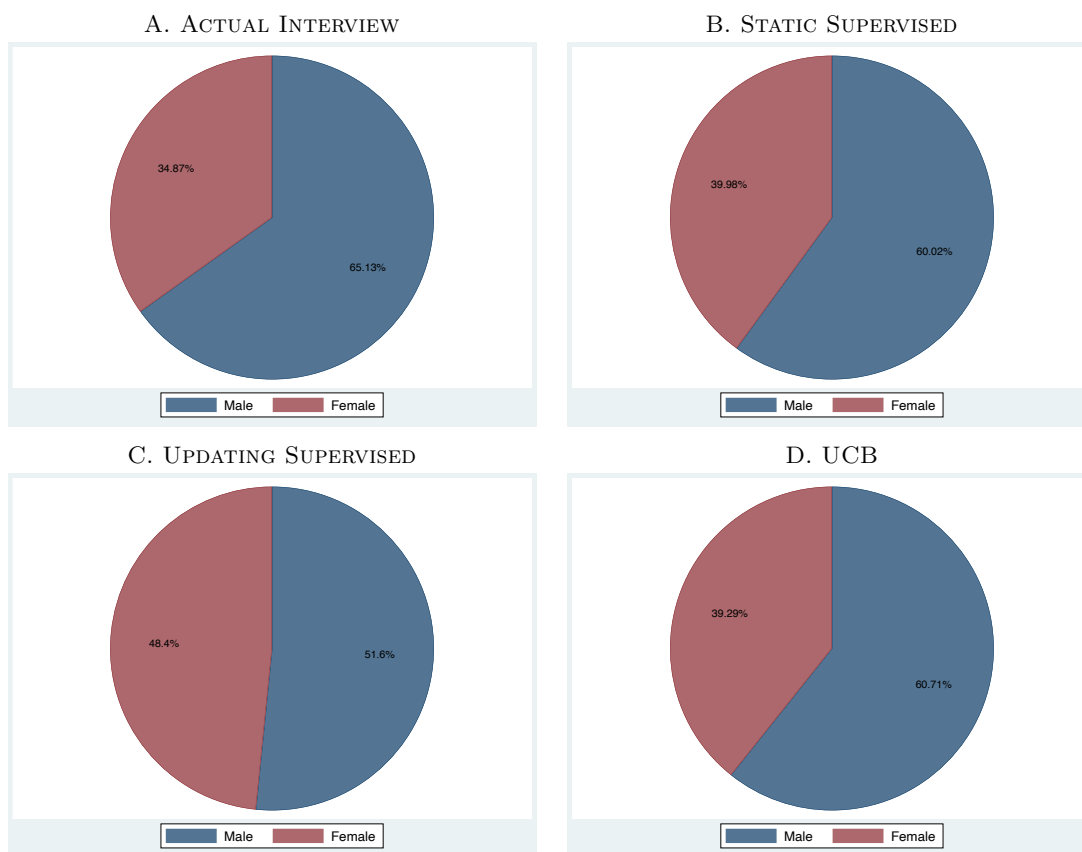 A. Actual Interview
34.87%
65.13%
Male Female
B. Static Supervised
39.98%
60.02%
Male Female
C. Updating Supervised
48.4%
51.6%
Male Female
D. UCB
39.29%
60.71%
Male Female